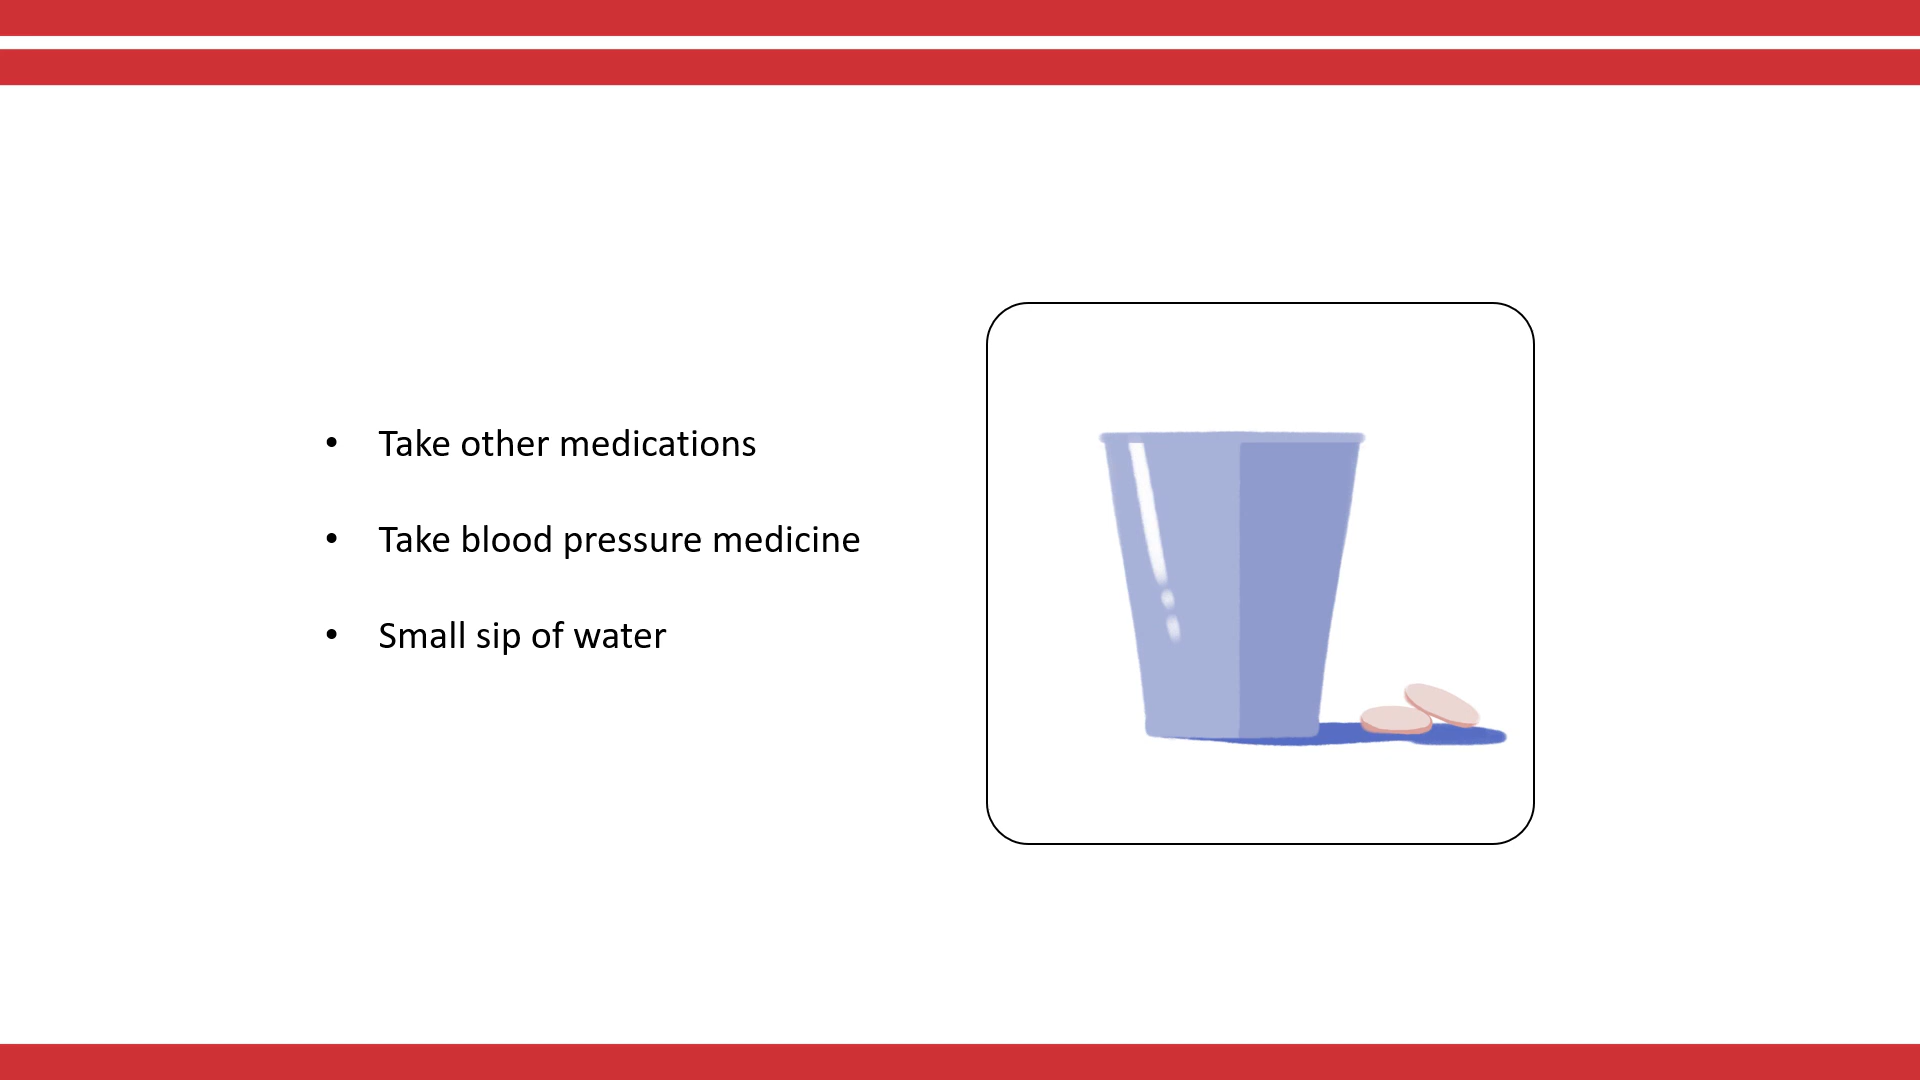 • Take other medications
• Take blood pressure medicine
• Small sip of water